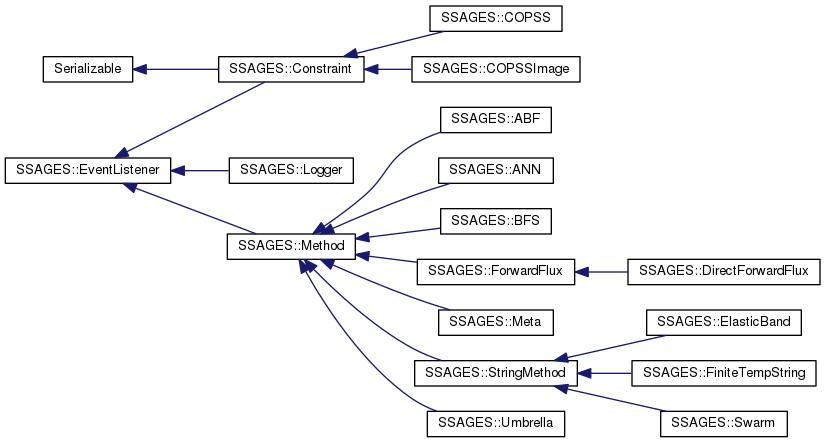 SSAGES::COPSS
Serializable
SSAGES::Constraint
SSAGES::COPSSImage
SSAGES::ABF
SSAGES::EventListener
SSAGES::Logger
SSAGES::ANN
SSAGES::BFS
SSAGES::Method
SSAGES::ForwardFlux
SSAGES::DirectForwardFlux
SSAGES::Meta
SSAGES::ElasticBand
SSAGES::StringMethod
SSAGES::FiniteTempString
SSAGES::Umbrella
SSAGES::Swarm